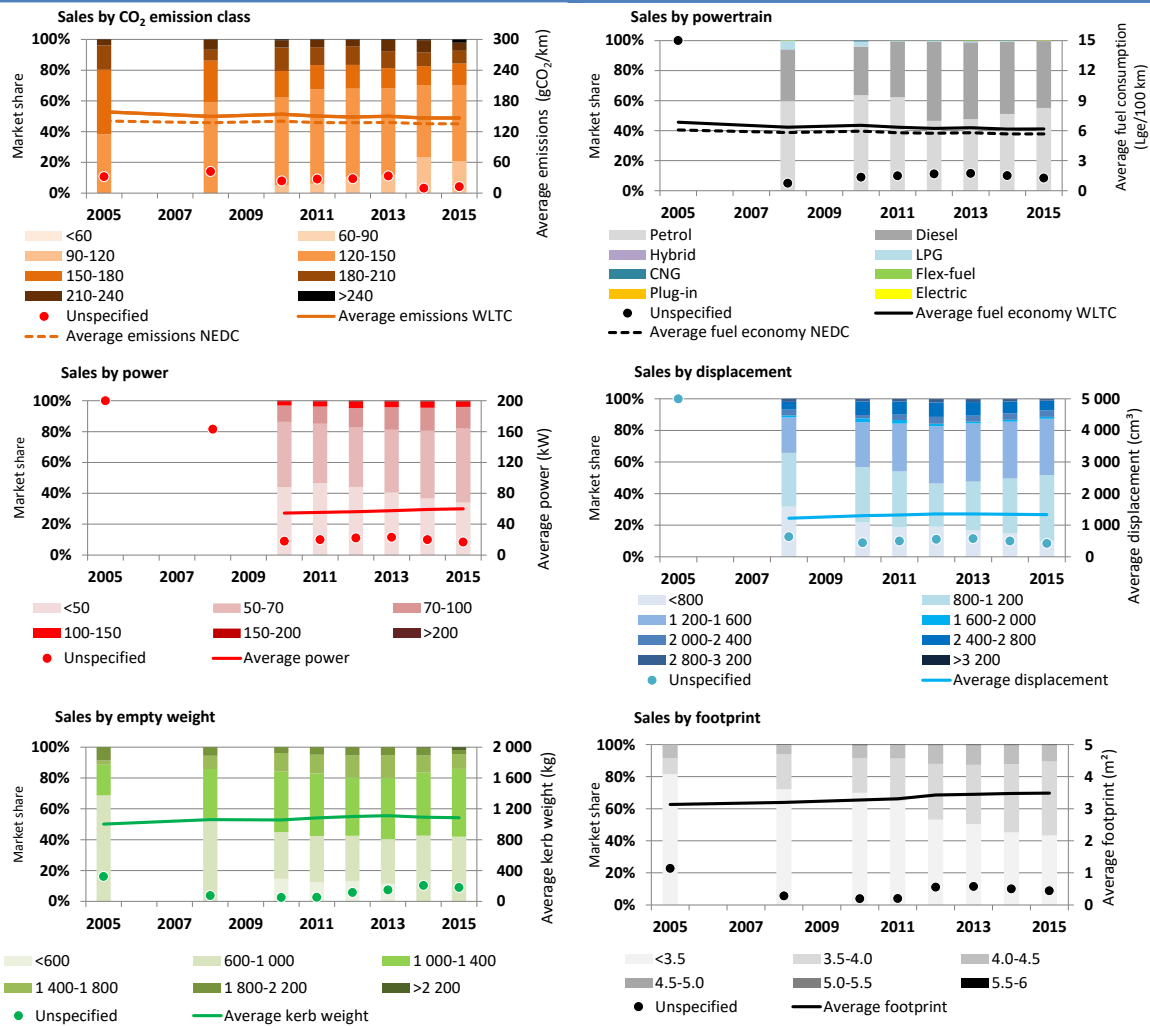 Sales by CO₂ emission class
100%
80%
60%
40%
20%
0%
Market share
300
240
180
120
60
0
Average emissions (gCO₂/km)
2005 2007 2009 2011 2013 2015
<60 60-90
90-120 120-150
150-180 180-210
210-240 >240
Unspecified Average emissions WLTC
Average emissions NEDC
Sales by powertrain
100%
80%
60%
40%
20%
0%
Market share
15
12
9
6
3
0
Average fuel consumption
(Lge/100 km)
2005 2007 2009 2011 2013 2015
Petrol Diesel
Hybrid LPG
CNG Flex-fuel
Plug-in Electric
Unspecified Average fuel economy WLTC
Average fuel economy NEDC
Sales by power
100%
80%
60%
40%
20%
0%
Market share
200
160
120
80
40
0
Average power (kW)
2005 2007 2009 2011 2013 2015
<50 50-70 70-100
100-150 150-200 >200
Unspecified Average power
Sales by displacement
100%
80%
60%
40%
20%
0%
Market share
5 000
4 000
3 000
2 000
1 000
0
Average displacement (cm³)
2005 2007 2009 2011 2013 2015
<800 800-1 200
1 200-1 600 1 600-2 000
2 000-2 400 2 400-2 800
2 800-3 200 >3 200
Unspecified Average displacement
Sales by empty weight
100%
80%
60%
40%
20%
0%
Market share
2 000
1 600
1 200
800
400
0
Average kerb weight (kg)
2005 2007 2009 2011 2013 2015
<600 600-1 000 1 000-1 400
1 400-1 800 1 800-2 200 >2 200
Unspecified Average kerb weight
Sales by footprint
100%
80%
60%
40%
20%
0%
Market share
5
4
3
2
1
0
Average footprint (m²)
2005 2007 2009 2011 2013 2015
<3.5 3.5-4.0 4.0-4.5
4.5-5.0 5.0-5.5 5.5-6
Unspecified Average footprint